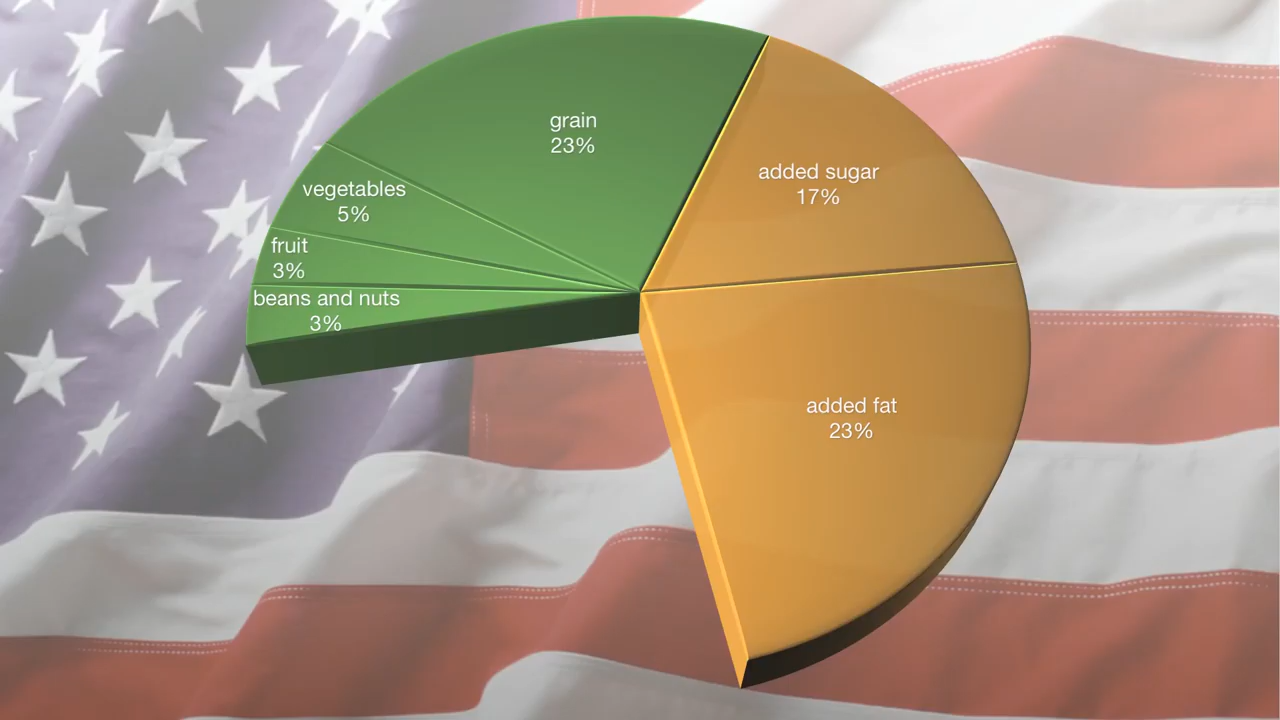 grain
23%
added sugar
17%
vegetables
5%
fruit
3%
beans and nuts
3%
added fat
23%